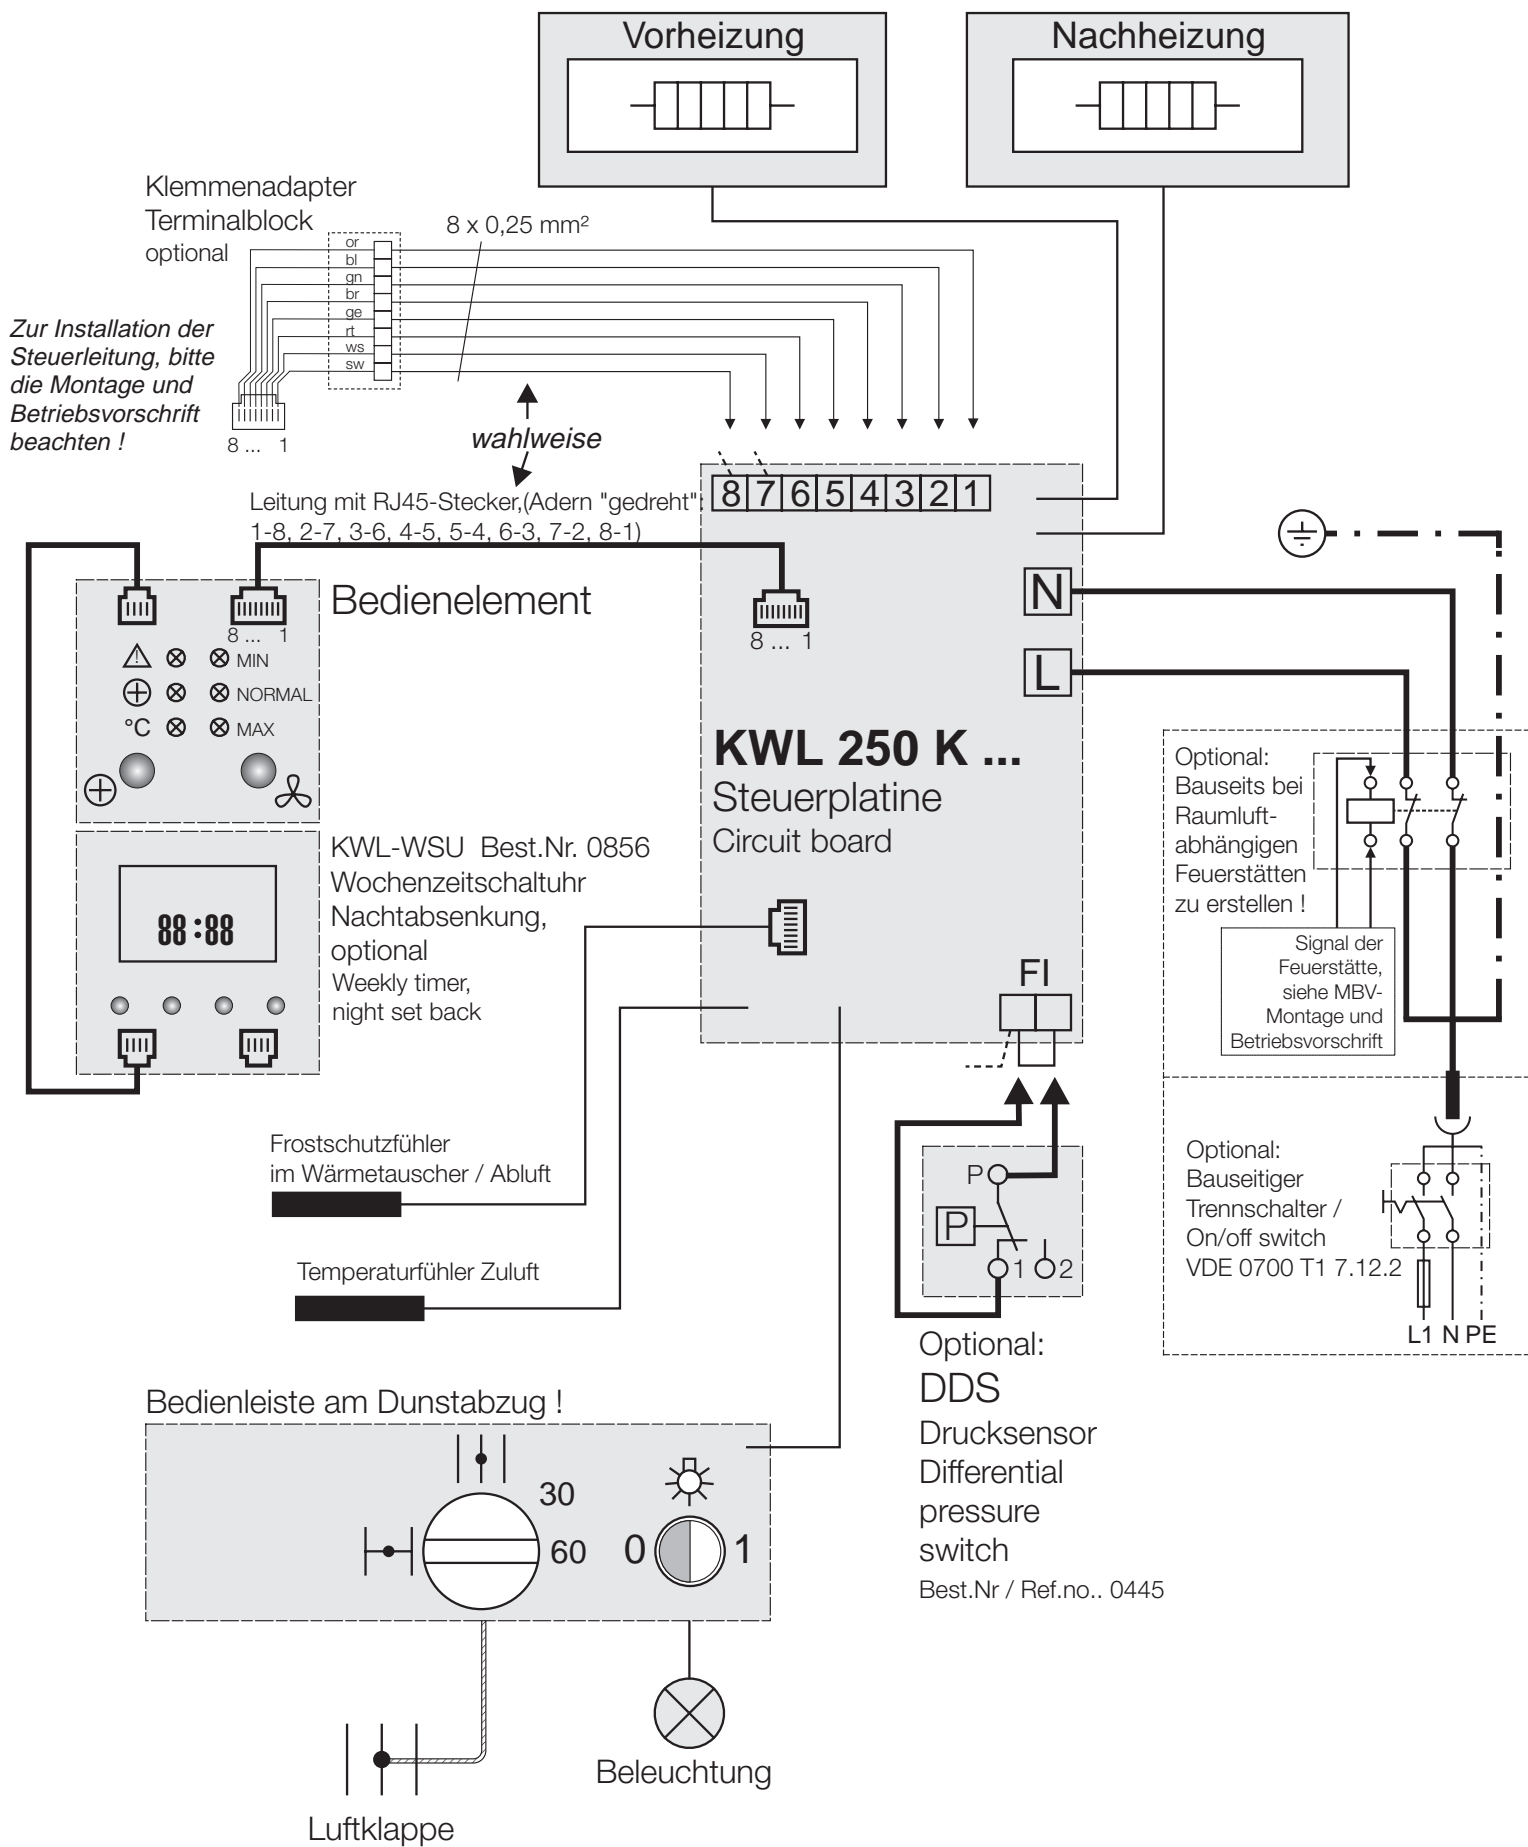 Vorheizung
Nachheizung
Klemmenadapter
Terminalblock
optional
8 x 0,25 mm²
or
bl
gn
br
ge
rt
ws
sw
Zur Installation der
Steuerleitung, bitte
die Montage und
Betriebsvorschrift
beachten !
8 ... 1
wahlweise
Leitung mit RJ45-Stecker,(Adern "gedreht":
1-8, 2-7, 3-6, 4-5, 5-4, 6-3, 7-2, 8-1)
8 7 6 5 4 3 2 1
Bedienelement
8 ... 1
MIN
NORMAL
°C
MAX
8 ... 1
N
L
KWL 250 K ...
Steuerplatine
Circuit board
FI
KWL-WSU Best.Nr. 0856
Wochenzeitschaltuhr
Nachtabsenkung,
optional
Weekly timer,
night set back
88:88
Optional:
Bauseits bei
Raumluft-
abhängigen
Feuerstätten
zu erstellen !
Signal der
Feuerstätte,
siehe MBV-
Montage und
Betriebsvorschrift
Optional:
Bauseitiger
Trennschalter /
On/off switch
VDE 0700 T1 7.12.2
L1 N PE
Frostschutzfühler
im Wärmetauscher / Abluft
Temperaturfühler Zuluft
P
P
1 2
Optional:
DDS
Drucksensor
Differential
pressure
switch
Best.Nr / Ref.no.. 0445
Bedienleiste am Dunstabzug !
30
60
0 1
Beleuchtung
Luftklappe